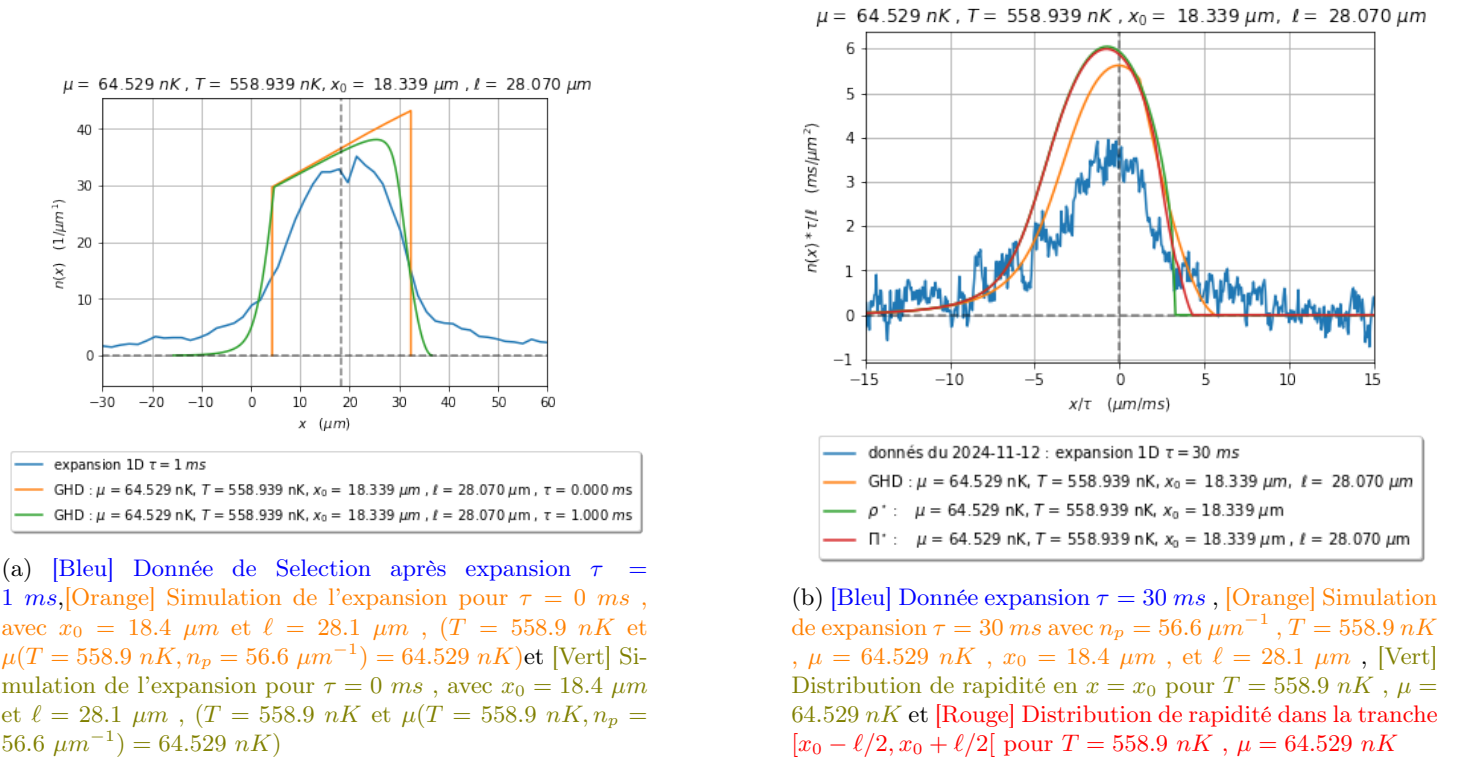 μ = 64.529 nK , T = 558.939 nK, x₀ = 18.339 μm , ℓ = 28.070 μm
n(x) (1/μm¹)
40
30
20
10
0
−30 −20 −10 0 10 20 30 40 50 60
x (μm)
expansion 1D τ = 1 ms
GHD : μ = 64.529 nK, T = 558.939 nK, x₀ = 18.339 μm , ℓ = 28.070 μm , τ = 0.000 ms
GHD : μ = 64.529 nK, T = 558.939 nK, x₀ = 18.339 μm , ℓ = 28.070 μm , τ = 1.000 ms
(a) [Bleu] Donnée de Selection après expansion τ =
1 ms,[Orange] Simulation de l'expansion pour τ = 0 ms ,
avec x₀ = 18.4 μm et ℓ = 28.1 μm , (T = 558.9 nK et
μ(T = 558.9 nK, nₚ = 56.6 μm⁻¹) = 64.529 nK)et [Vert] Si-
mulation de l'expansion pour τ = 0 ms , avec x₀ = 18.4 μm
et ℓ = 28.1 μm , (T = 558.9 nK et μ(T = 558.9 nK, nₚ =
56.6 μm⁻¹) = 64.529 nK)
μ = 64.529 nK , T = 558.939 nK , x₀ = 18.339 μm, ℓ = 28.070 μm
n(x) * τ/ℓ (ms/μm²)
6
5
4
3
2
1
0
−1
−15 −10 −5 0 5 10 15
x/τ (μm/ms)
donnés du 2024-11-12 : expansion 1D τ = 30 ms
GHD : μ = 64.529 nK, T = 558.939 nK, x₀ = 18.339 μm, ℓ = 28.070 μm
ρ* : μ = 64.529 nK, T = 558.939 nK, x₀ = 18.339 μm
Π* : μ = 64.529 nK, T = 558.939 nK, x₀ = 18.339 μm , ℓ = 28.070 μm
(b) [Bleu] Donnée expansion τ = 30 ms , [Orange] Simulation
de expansion τ = 30 ms avec nₚ = 56.6 μm⁻¹ , T = 558.9 nK
, μ = 64.529 nK , x₀ = 18.4 μm , et ℓ = 28.1 μm , [Vert]
Distribution de rapidité en x = x₀ pour T = 558.9 nK , μ =
64.529 nK et [Rouge] Distribution de rapidité dans la tranche
[x₀ − ℓ/2, x₀ + ℓ/2[ pour T = 558.9 nK , μ = 64.529 nK